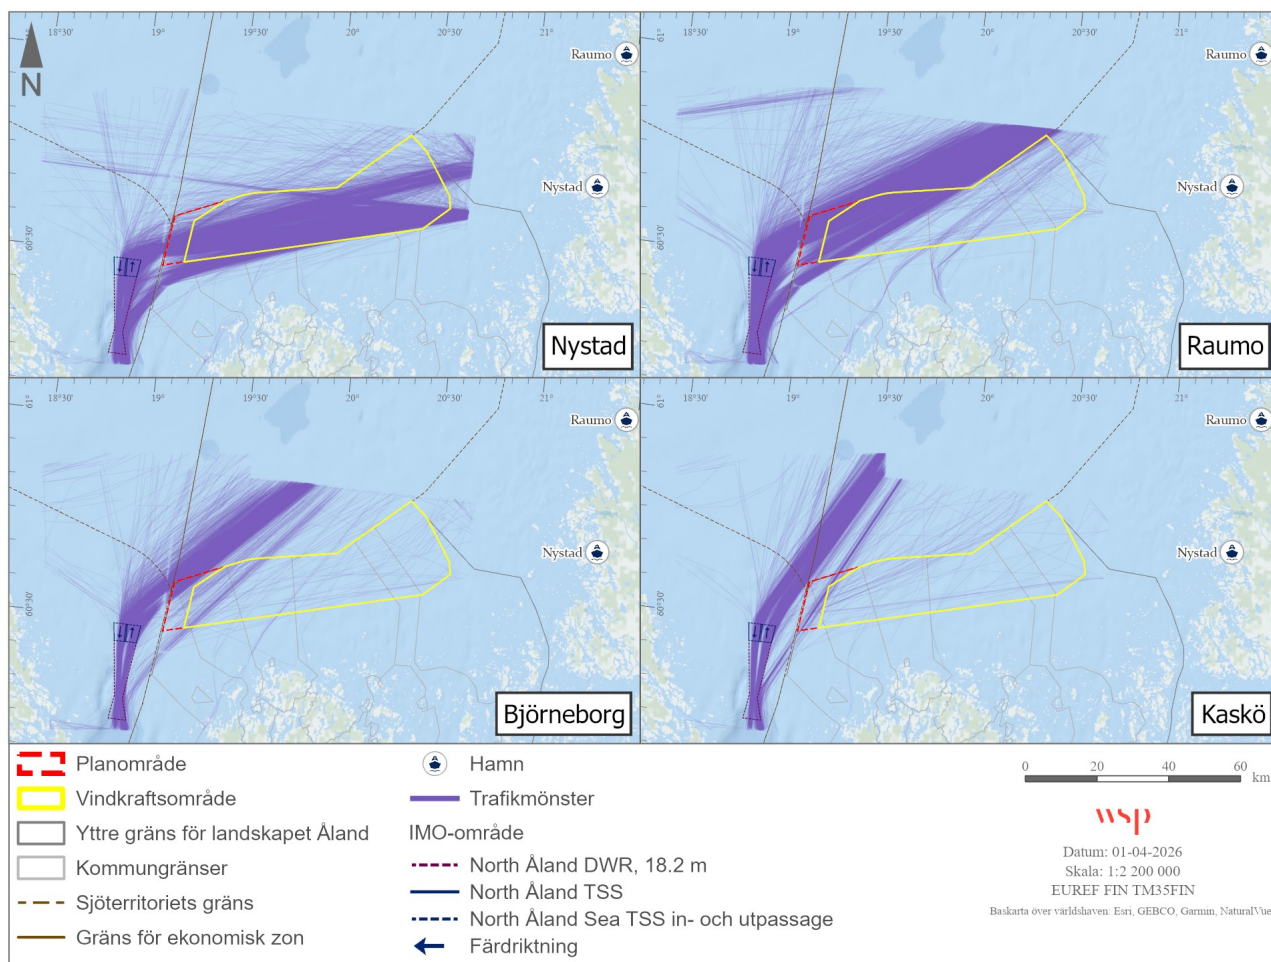 18°30' 19° 19°30' 20° 20°30' 21°
61°
60°30'
N
Raumo
Nystad
Nystad
18°30' 19° 19°30' 20° 20°30' 21°
61°
60°30'
Raumo
Nystad
Raumo
18°30' 19° 19°30' 20° 20°30' 21°
61°
60°30'
Raumo
Nystad
Björneborg
18°30' 19° 19°30' 20° 20°30' 21°
61°
60°30'
Raumo
Nystad
Kaskö
Planområde
Vindkraftsområde
Yttre gräns för landskapet Åland
Kommungränser
Sjöterritoriets gräns
Gräns för ekonomisk zon
Hamn
Trafikmönster
IMO-område
North Åland DWR, 18.2 m
North Åland TSS
North Åland Sea TSS in- och utpassage
Färdriktning
0 20 40 60
km
wsp
Datum: 01-04-2026
Skala: 1:2 200 000
EUREF FIN TM35FIN
Baskarta över världshaven: Esri, GEBCO, Garmin, NaturalVue